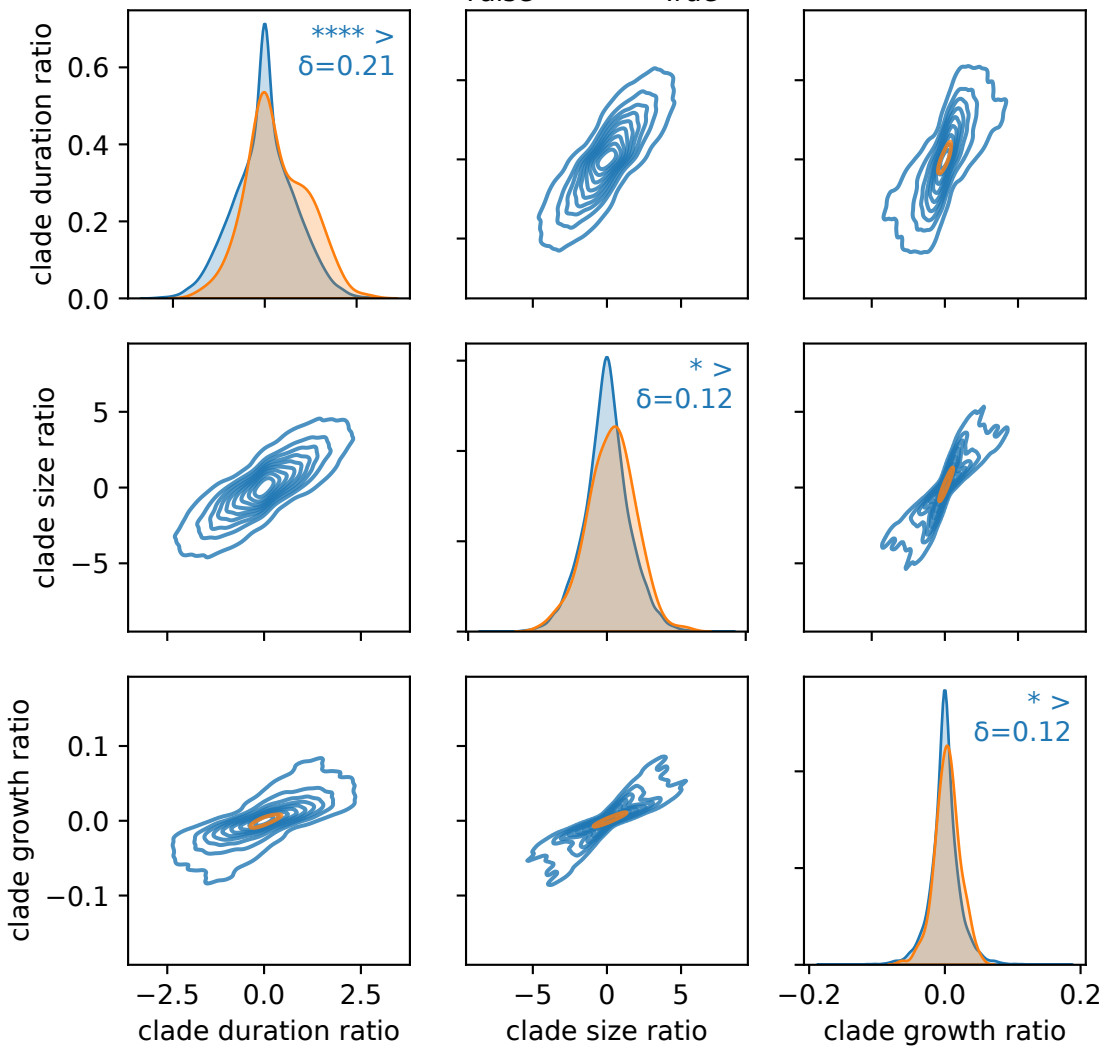 **** >
δ=0.21
clade duration ratio
0.6
0.4
0.2
0.0
* >
δ=0.12
clade size ratio
5
0
−5
* >
δ=0.12
clade growth ratio
0.1
0.0
−0.1
−2.5 0.0 2.5
−5 0 5
−0.2 0.0 0.2
clade duration ratio
clade size ratio
clade growth ratio